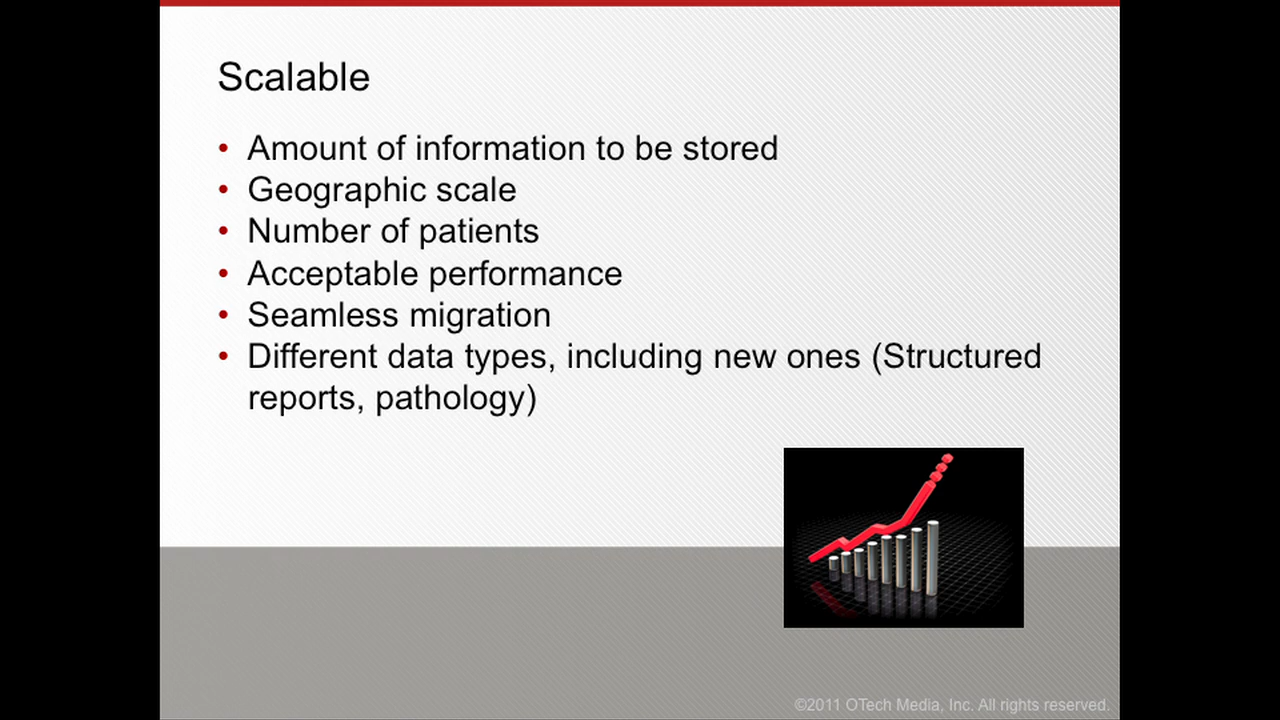 Scalable
• Amount of information to be stored
• Geographic scale
• Number of patients
• Acceptable performance
• Seamless migration
• Different data types, including new ones (Structured
reports, pathology)
©2011 OTech Media, Inc. All rights reserved.